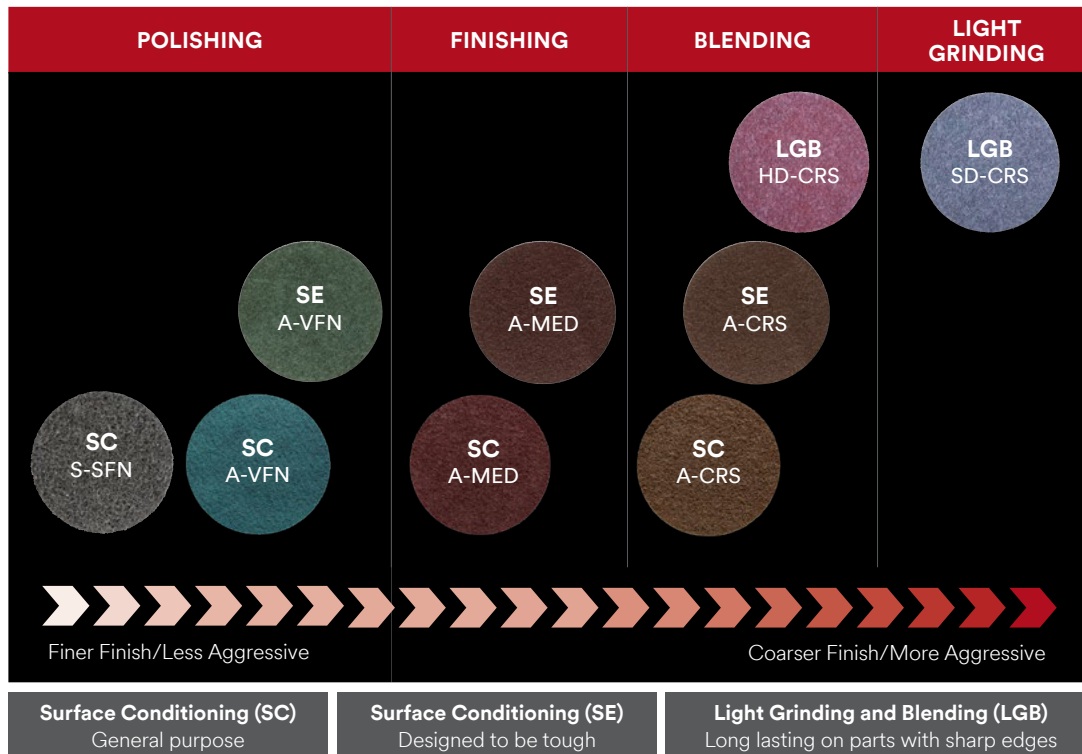 POLISHING
FINISHING
BLENDING
LIGHT
GRINDING
LGB
HD-CRS
LGB
SD-CRS
SE
A-VFN
SE
A-MED
SE
A-CRS
SC
S-SFN
SC
A-VFN
SC
A-MED
SC
A-CRS
Finer Finish/Less Aggressive
Coarser Finish/More Aggressive
Surface Conditioning (SC)
General purpose
Surface Conditioning (SE)
Designed to be tough
Light Grinding and Blending (LGB)
Long lasting on parts with sharp edges